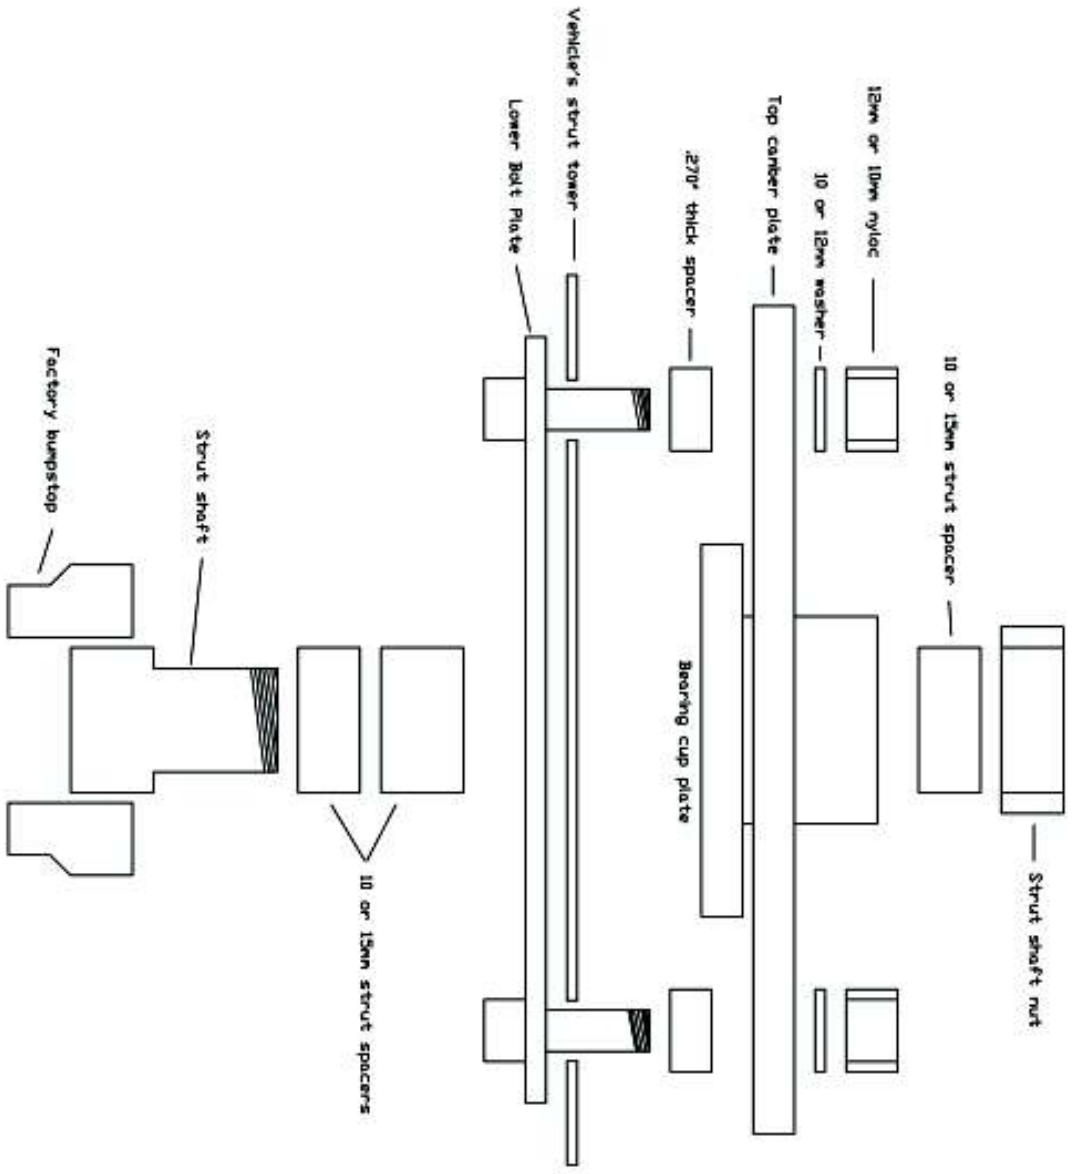 Strut shaft nut
10 or 15mm strut spacer
12mm or 10mm nyloc
10 or 12mm washer
Top camber plate
.270" thick spacer
Bearing cup plate
Vehicle's strut tower
Lower Bolt Plate
10 or 15mm strut spacers
Strut shaft
Factory bumpstop